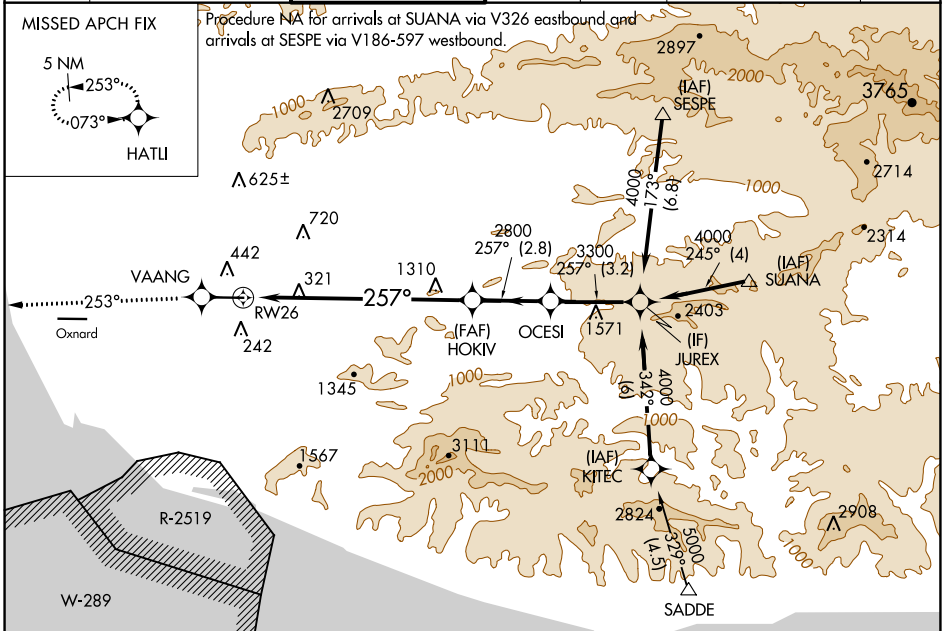 MISSED APCH FIX
5 NM
253°
073°
HATLI
Procedure NA for arrivals at SUANA via V326 eastbound and
arrivals at SESPE via V186-597 westbound.
2897
2000
3765
(IAF)
SESPE
1000
2709
2714
625±
4000
173°
(6.8)
1000
720
2314
2800
257° (2.8)
3300
257° (3.2)
4000
245° (4)
(IAF)
SUANA
442
VAANG
321
1310
257°
253°
RW26
Oxnard
242
(FAF)
HOKIV
OCESI
1571
2403
(IF)
JUREX
1345
1000
4000
342°
(6)
1000
3111
2000
1567
(IAF)
KITEC
2824
2908
1000
5000
329°
(4.5)
SADDE
R-2519
W-289